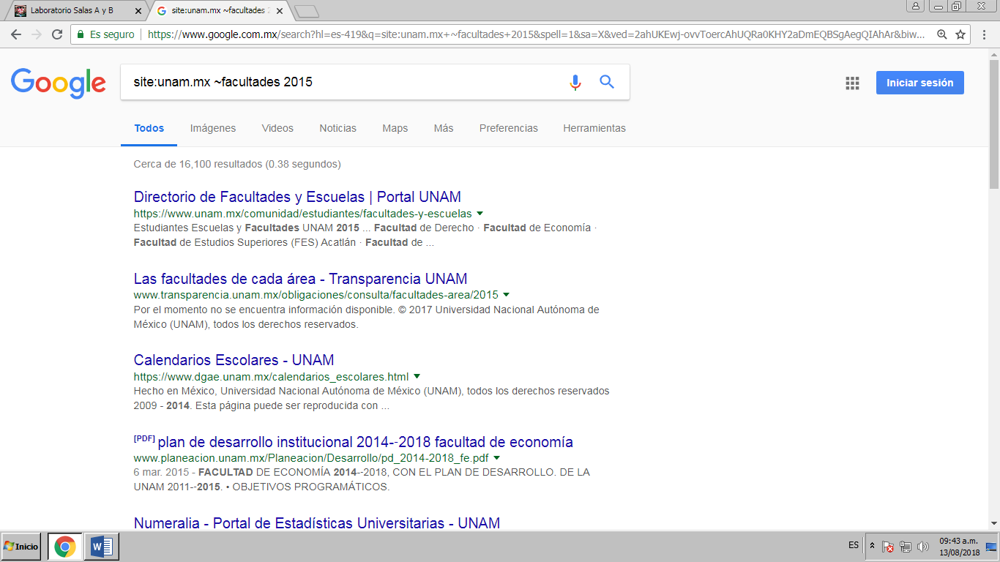 Laboratorio Salas A y B
site:unam.mx ~facultades 2
Es seguro
https://www.google.com.mx/search?hl=es-419&q=site:unam.mx+~facultades+2015&spell=1&sa=X&ved=2ahUKEwj-ovvToercAhUQRa0KHY2aDmEQBSgAegQIAhAr&biw...
Google
site:unam.mx ~facultades 2015
Iniciar sesión
Todos Imágenes Videos Noticias Maps Más Preferencias Herramientas
Cerca de 16,100 resultados (0.38 segundos)
Directorio de Facultades y Escuelas | Portal UNAM
https://www.unam.mx/comunidad/estudiantes/facultades-y-escuelas
Estudiantes Escuelas y Facultades UNAM 2015 ... Facultad de Derecho · Facultad de Economía ·
Facultad de Estudios Superiores (FES) Acatlán · Facultad de ...
Las facultades de cada área - Transparencia UNAM
www.transparencia.unam.mx/obligaciones/consulta/facultades-area/2015
Por el momento no se encuentra información disponible. © 2017 Universidad Nacional Autónoma de
México (UNAM), todos los derechos reservados.
Calendarios Escolares - UNAM
https://www.dgae.unam.mx/calendarios_escolares.html
Hecho en México, Universidad Nacional Autónoma de México (UNAM), todos los derechos reservados
2009 - 2014. Esta página puede ser reproducida con ...
[PDF] plan de desarrollo institucional 2014-‐2018 facultad de economía
www.planeacion.unam.mx/Planeacion/Desarrollo/pd_2014-2018_fe.pdf
6 mar. 2015 - FACULTAD DE ECONOMÍA 2014-‐2018, CON EL PLAN DE DESARROLLO. DE LA
UNAM 2011-‐2015. • OBJETIVOS PROGRAMÁTICOS.
Numeralia - Portal de Estadísticas Universitarias - UNAM
Inicio
ES
09:43 a.m.
13/08/2018